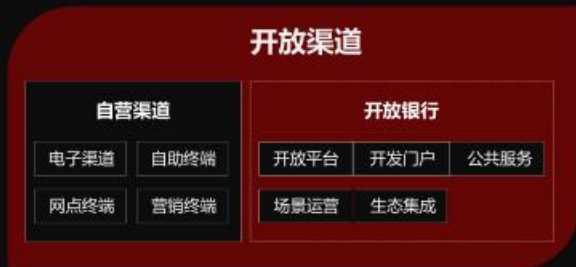 开放渠道
自营渠道
电子渠道 自助终端
网点终端 营销终端
开放银行
开放平台 开发门户 公共服务
场景运营 生态集成